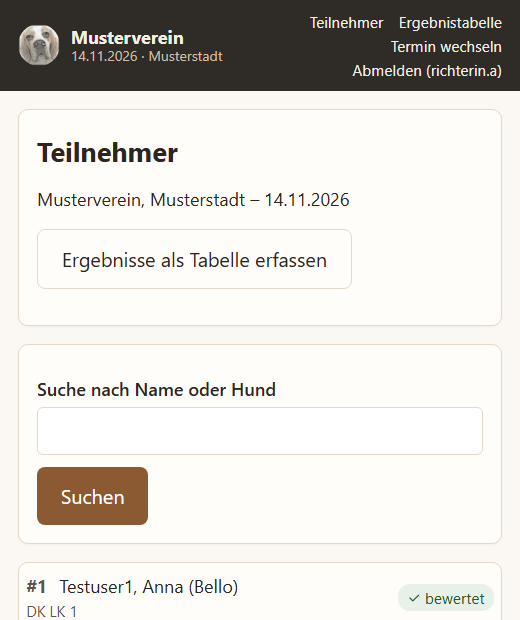 Musterverein
14.11.2026 · Musterstadt
Teilnehmer Ergebnistabelle
Termin wechseln
Abmelden (richterin.a)
Teilnehmer
Musterverein, Musterstadt – 14.11.2026
Ergebnisse als Tabelle erfassen
Suche nach Name oder Hund
Suchen
#1 Testuser1, Anna (Bello)
DK LK 1
✓ bewertet